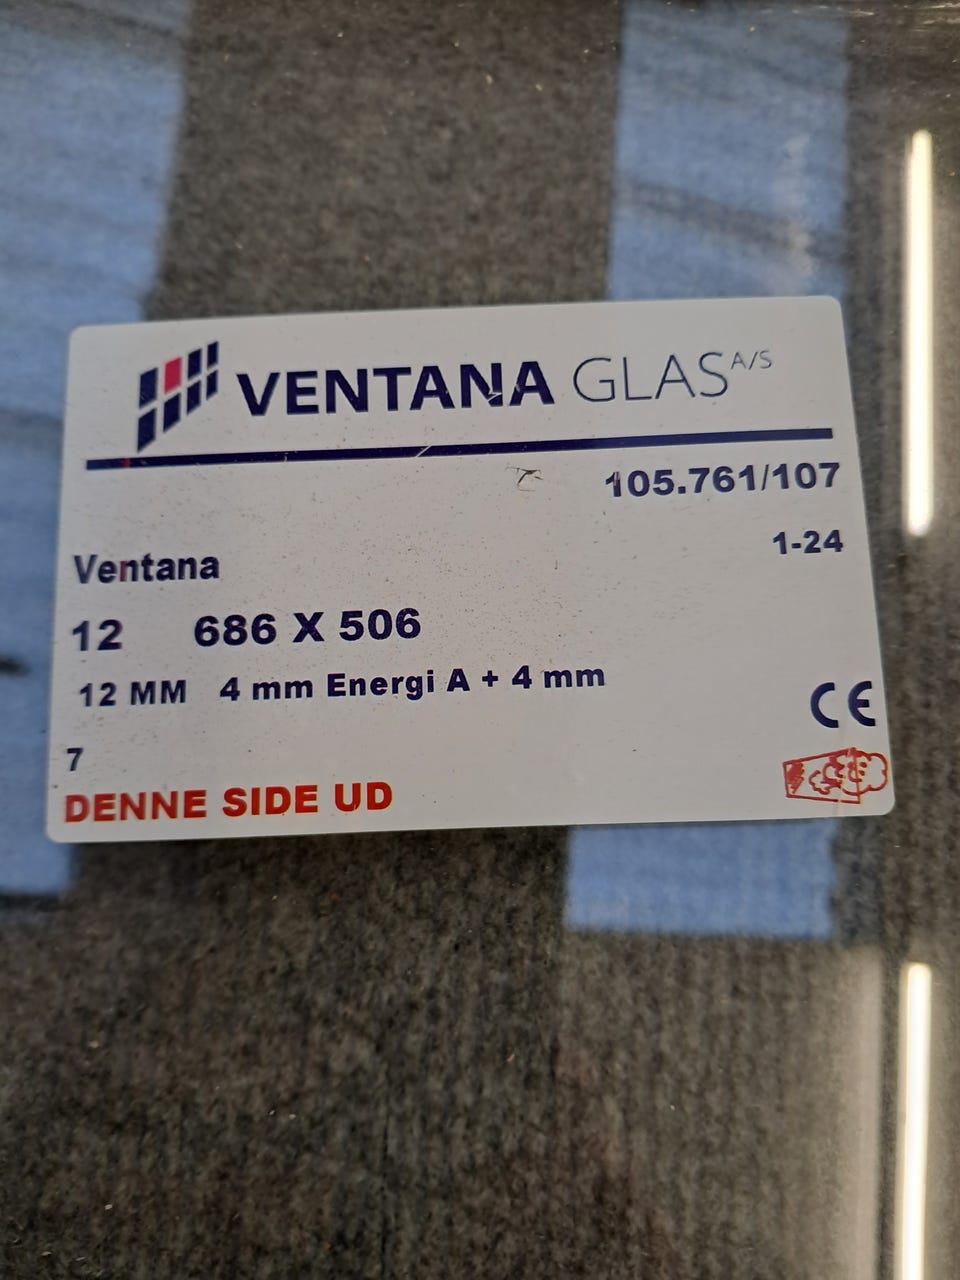 VENTANA GLAS A/S
105.761/107
1-24
Ventana
12 686 X 506
12 MM 4 mm Energi A + 4 mm
CE
7
DENNE SIDE UD